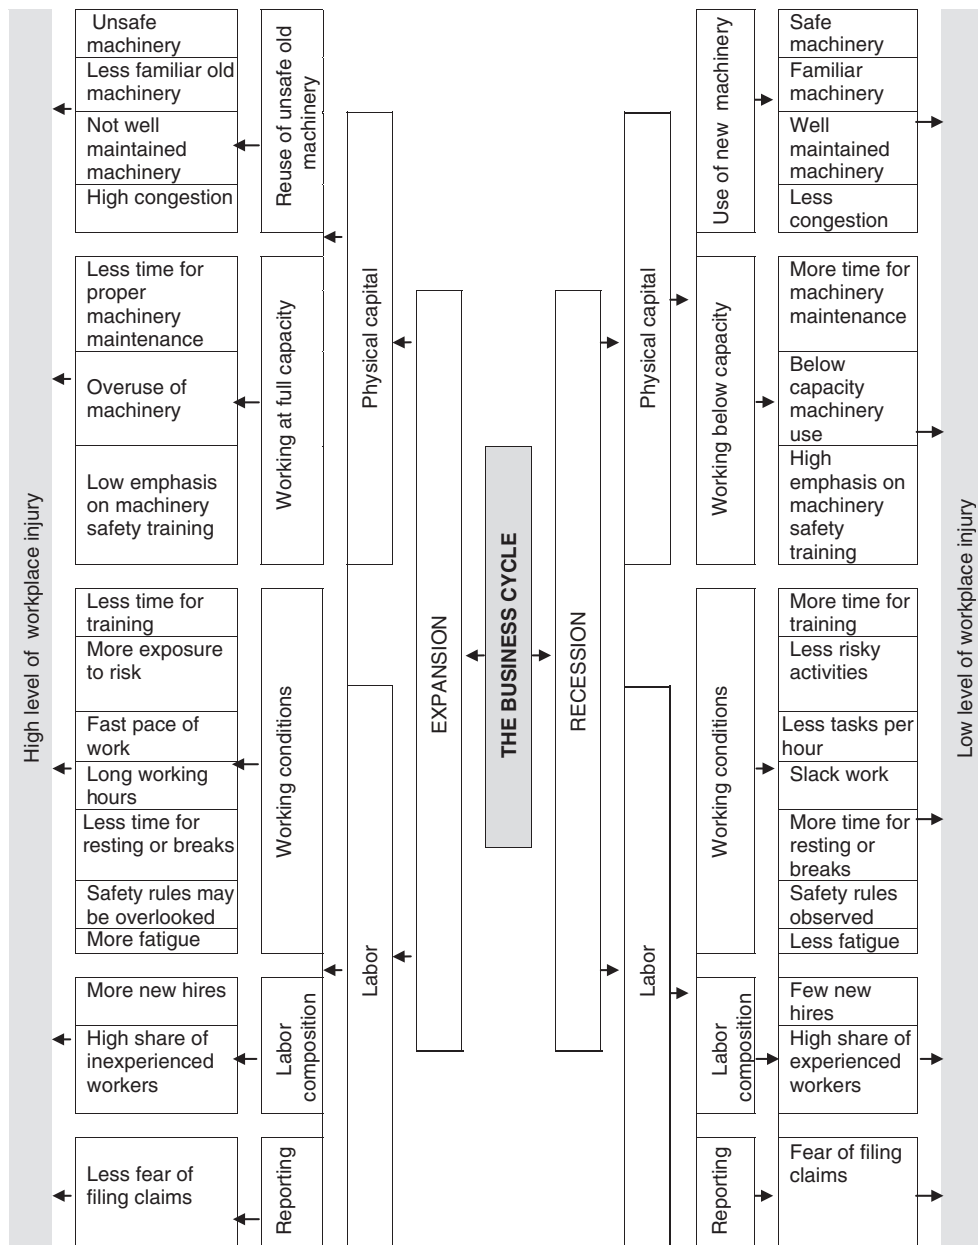 High level of workplace injury
Unsafe
machinery
Less familiar old
machinery
Not well
maintained
machinery
High congestion
Reuse of unsafe old
machinery
Less time for
proper
machinery
maintenance
Overuse of
machinery
Low emphasis
on machinery
safety training
Working at full capacity
Physical capital
Less time for
training
More exposure
to risk
Fast pace of
work
Long working
hours
Less time for
resting or breaks
Safety rules may
be overlooked
More fatigue
Working conditions
More new hires
High share of
inexperienced
workers
Labor
composition
Less fear of
filing claims
Reporting
Labor
EXPANSION
THE BUSINESS CYCLE
RECESSION
Physical capital
Use of new machinery
Safe
machinery
Familiar
machinery
Well
maintained
machinery
Less
congestion
Working below capacity
More time for
machinery
maintenance
Below
capacity
machinery
use
High
emphasis on
machinery
safety
training
Labor
Working conditions
More time for
training
Less risky
activities
Less tasks per
hour
Slack work
More time for
resting or
breaks
Safety rules
observed
Less fatigue
Labor
composition
Few new
hires
High share of
experienced
workers
Reporting
Fear of filing
claims
Low level of workplace injury